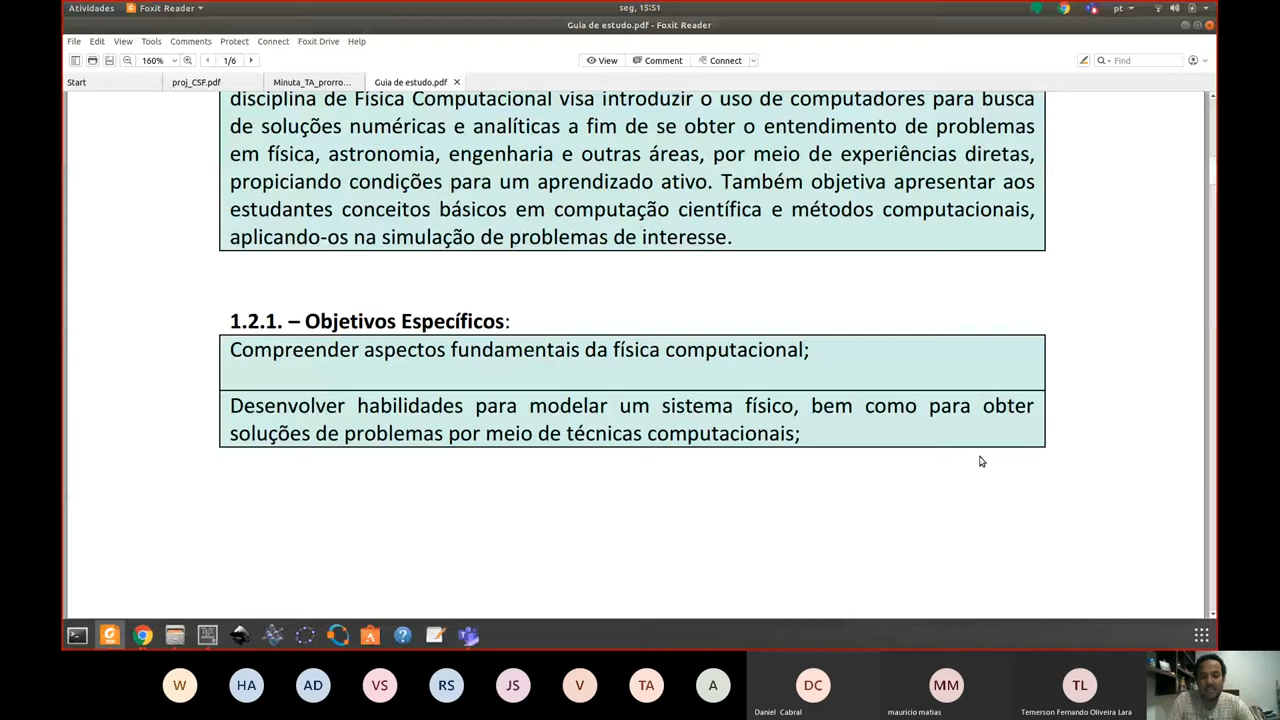 Atividades
Foxit Reader
seg, 15:51
pt
Guia de estudo.pdf - Foxit Reader
File Edit View Tools Comments Protect Connect Foxit Drive Help
160%
1/6
View
Comment
Connect
Find
Start
proj_CSF.pdf
Minuta_TA_prorro...
Guia de estudo.pdf
disciplina de Física Computacional visa introduzir o uso de computadores para busca
de soluções numéricas e analíticas a fim de se obter o entendimento de problemas
em física, astronomia, engenharia e outras áreas, por meio de experiências diretas,
propiciando condições para um aprendizado ativo. Também objetiva apresentar aos
estudantes conceitos básicos em computação científica e métodos computacionais,
aplicando-os na simulação de problemas de interesse.
1.2.1. – Objetivos Específicos:
Compreender aspectos fundamentais da física computacional;
Desenvolver habilidades para modelar um sistema físico, bem como para obter
soluções de problemas por meio de técnicas computacionais;
W
HA
AD
VS
RS
JS
V
TA
A
DC
MM
TL
Daniel Cabral
mauricio matias
Temerson Fernando Oliveira Lara